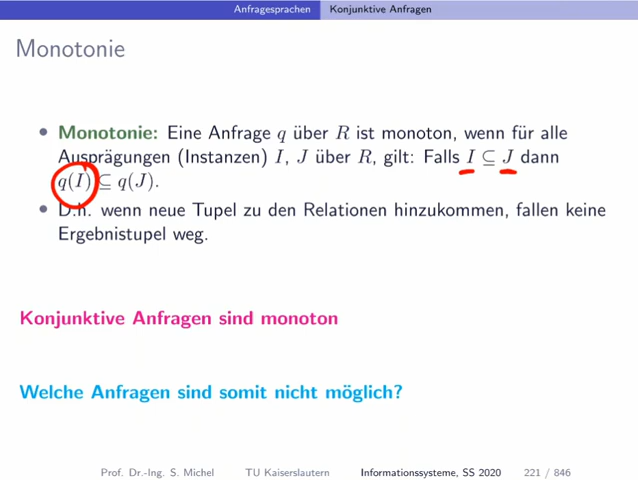 Anfragesprachen Konjunktive Anfragen
Monotonie
• Monotonie: Eine Anfrage q über R ist monoton, wenn für alle
Ausprägungen (Instanzen) I, J über R, gilt: Falls I ⊆ J dann
q(I) ⊆ q(J).
• D.h. wenn neue Tupel zu den Relationen hinzukommen, fallen keine
Ergebnistupel weg.
Konjunktive Anfragen sind monoton
Welche Anfragen sind somit nicht möglich?
Prof. Dr.-Ing. S. Michel TU Kaiserslautern Informationssysteme, SS 2020 221 / 846